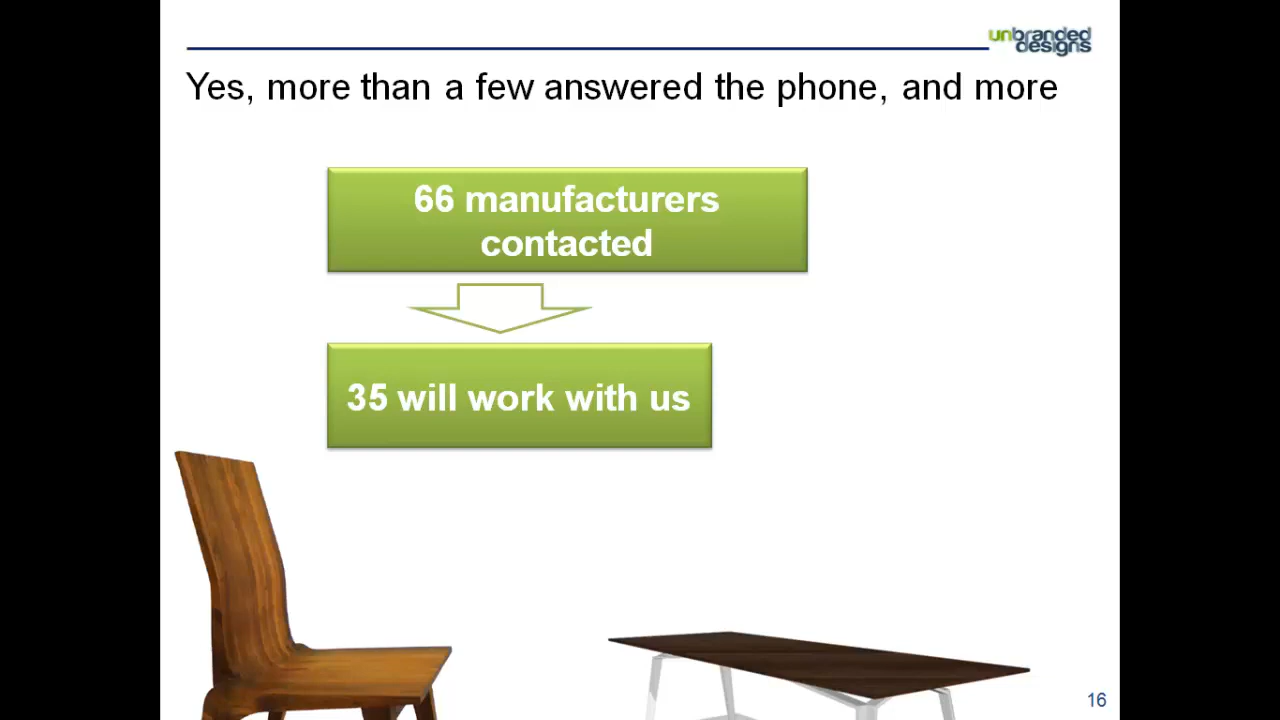 unbranded
designs
Yes, more than a few answered the phone, and more
66 manufacturers
contacted
35 will work with us
16